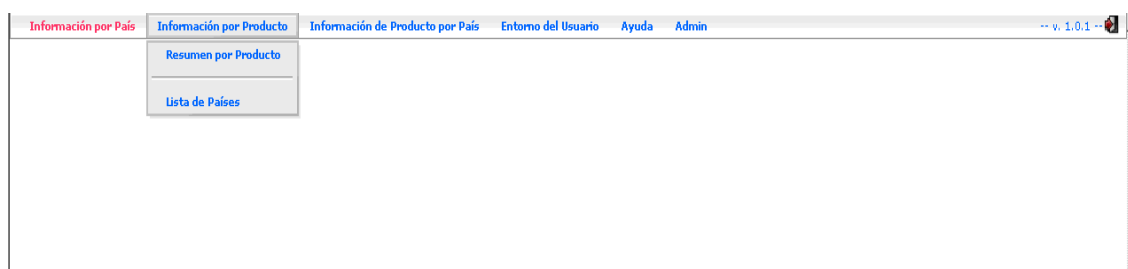 Información por País Información por Producto Información de Producto por País Entorno del Usuario Ayuda Admin -- v. 1.0.1 --
Resumen por Producto
Lista de Países